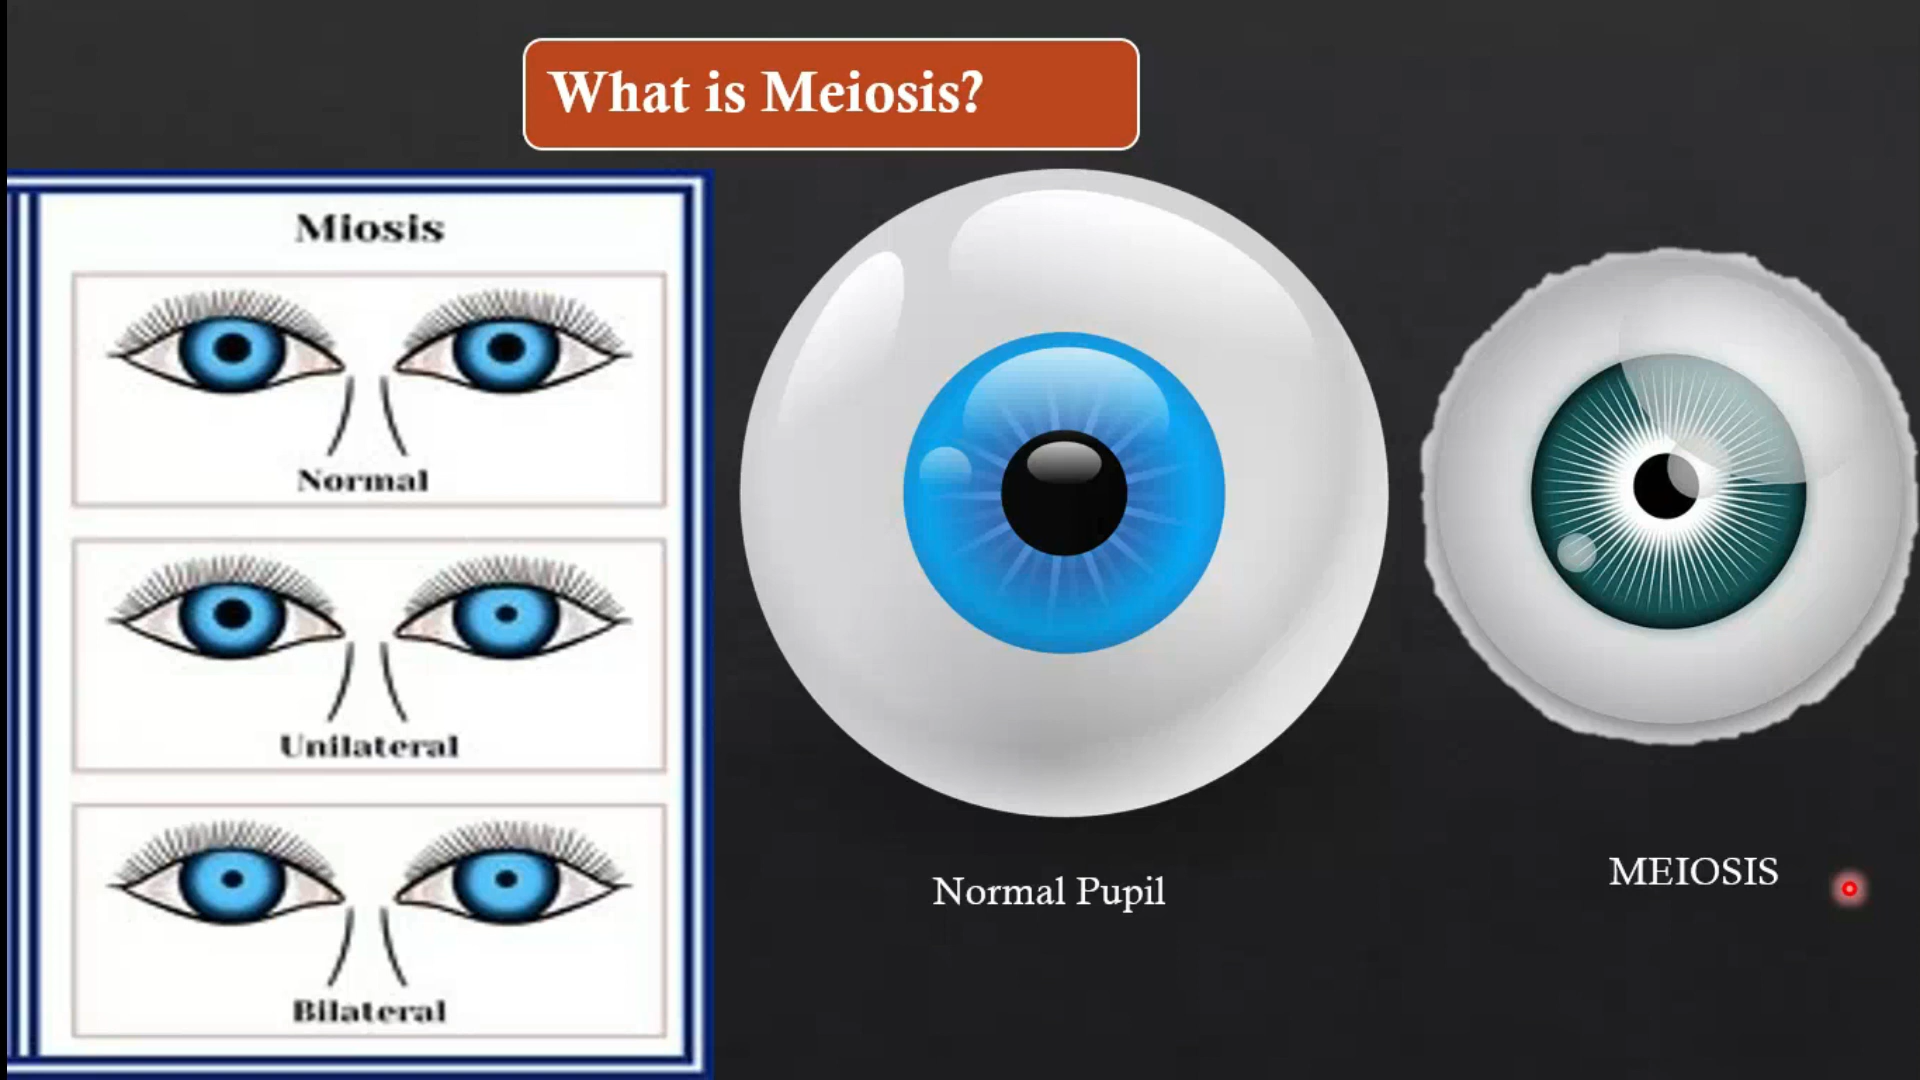 What is Meiosis?
Miosis
Normal
Unilateral
Bilateral
Normal Pupil
MEIOSIS